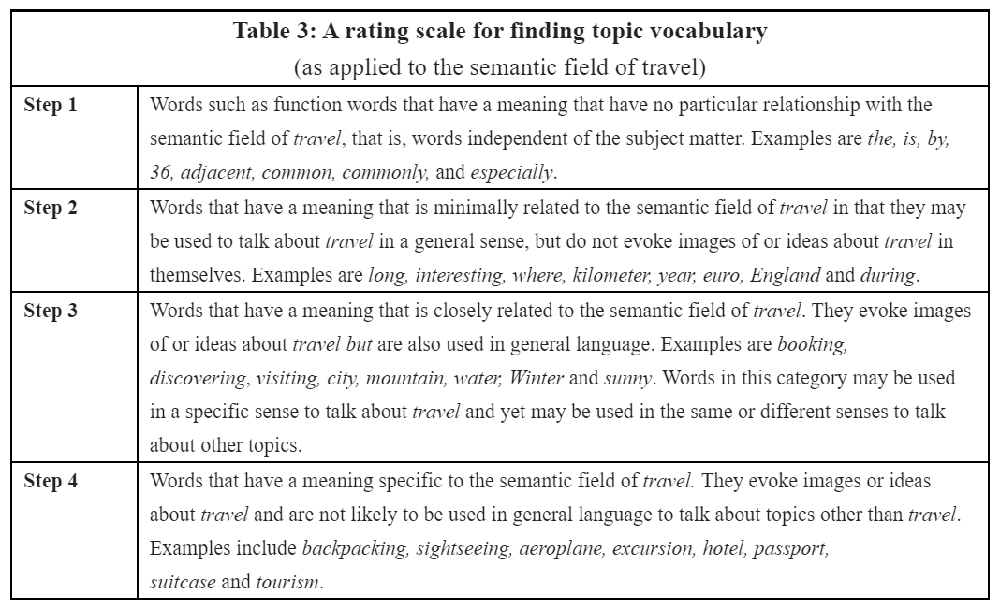 Table 3: A rating scale for finding topic vocabulary
(as applied to the semantic field of travel)
Step 1
Words such as function words that have a meaning that have no particular relationship with the
semantic field of travel, that is, words independent of the subject matter. Examples are the, is, by,
36, adjacent, common, commonly, and especially.
Step 2
Words that have a meaning that is minimally related to the semantic field of travel in that they may
be used to talk about travel in a general sense, but do not evoke images of or ideas about travel in
themselves. Examples are long, interesting, where, kilometer, year, euro, England and during.
Step 3
Words that have a meaning that is closely related to the semantic field of travel. They evoke images
of or ideas about travel but are also used in general language. Examples are booking,
discovering, visiting, city, mountain, water, Winter and sunny. Words in this category may be used
in a specific sense to talk about travel and yet may be used in the same or different senses to talk
about other topics.
Step 4
Words that have a meaning specific to the semantic field of travel. They evoke images or ideas
about travel and are not likely to be used in general language to talk about topics other than travel.
Examples include backpacking, sightseeing, aeroplane, excursion, hotel, passport,
suitcase and tourism.